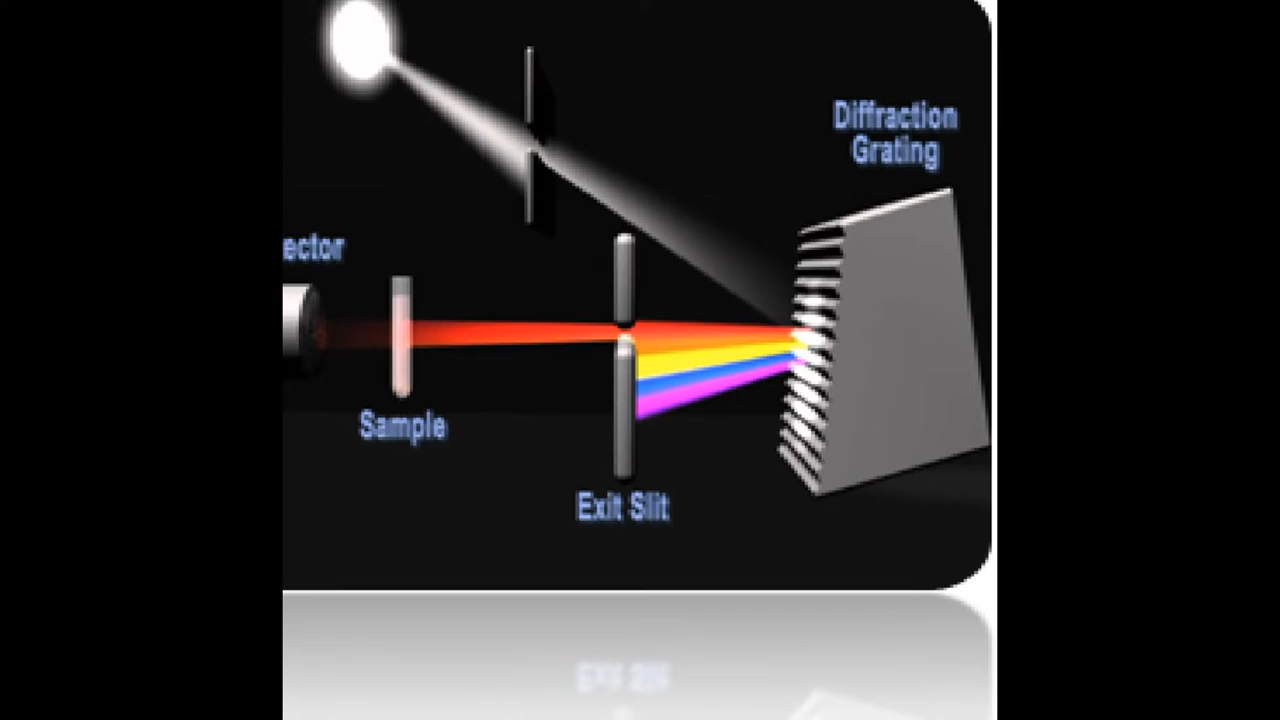 Diffraction
Grating
ector
Sample
Exit Slit